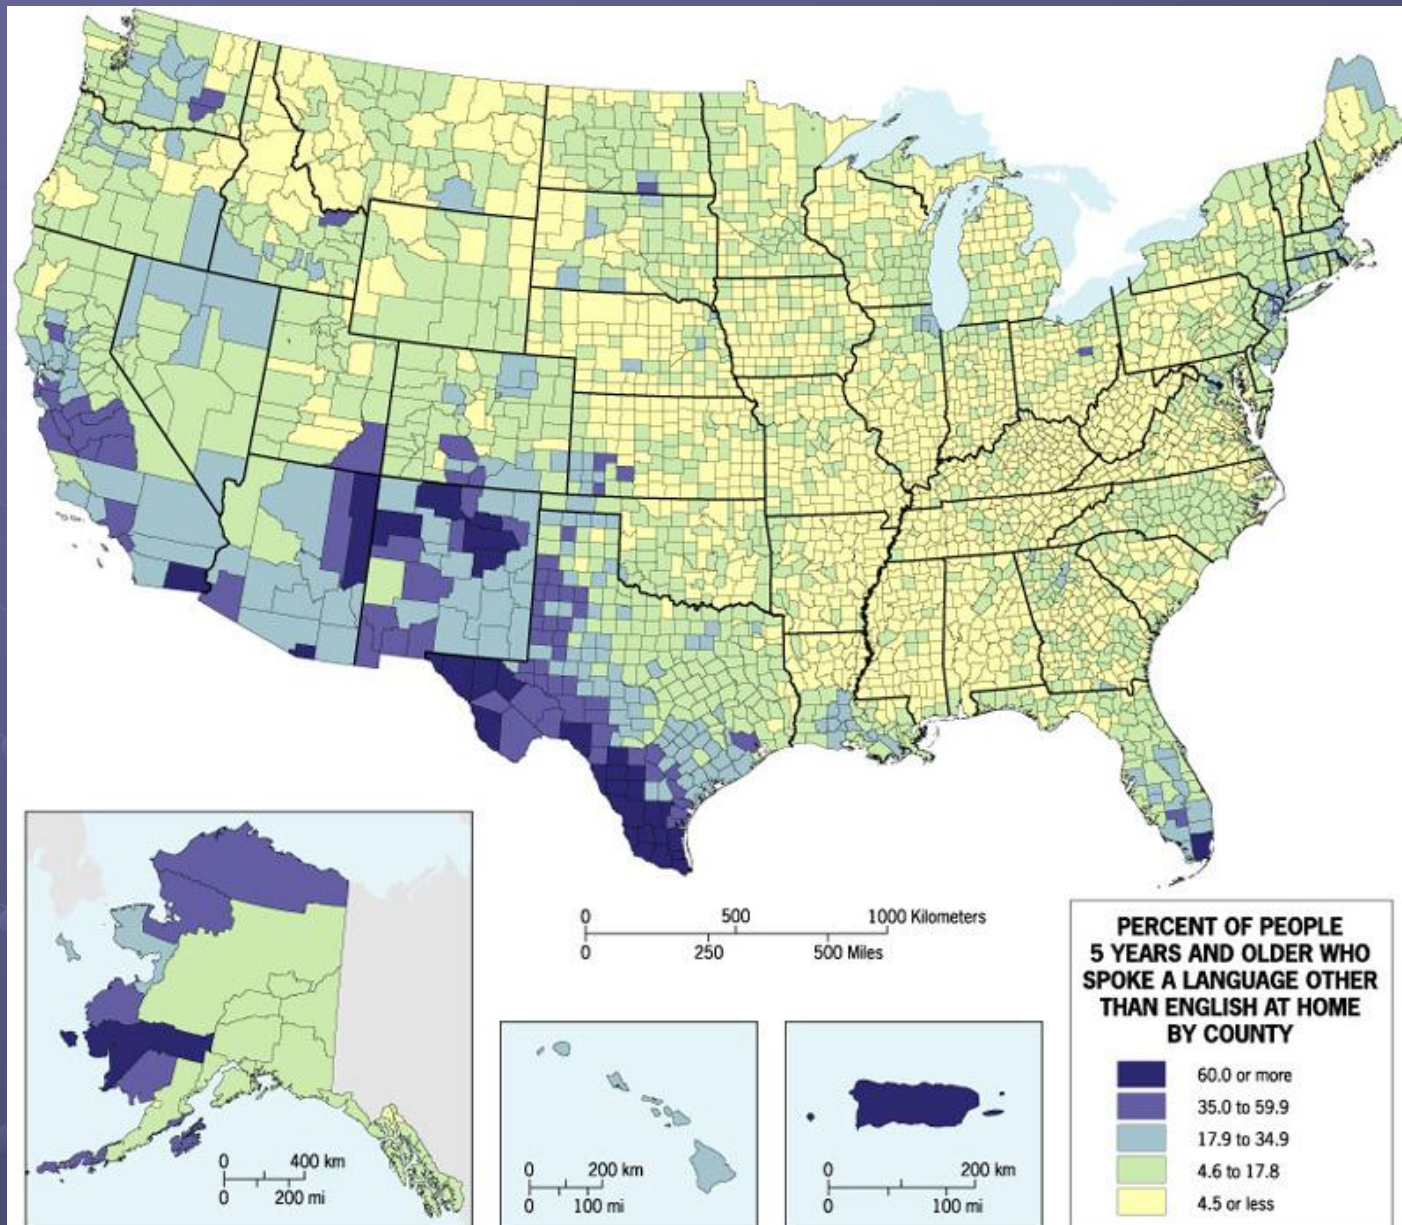 0 500 1000 Kilometers
0 250 500 Miles
PERCENT OF PEOPLE
5 YEARS AND OLDER WHO
SPOKE A LANGUAGE OTHER
THAN ENGLISH AT HOME
BY COUNTY
60.0 or more
35.0 to 59.9
17.9 to 34.9
4.6 to 17.8
4.5 or less
0 400 km
0 200 mi
0 200 km
0 100 mi
0 200 km
0 100 mi